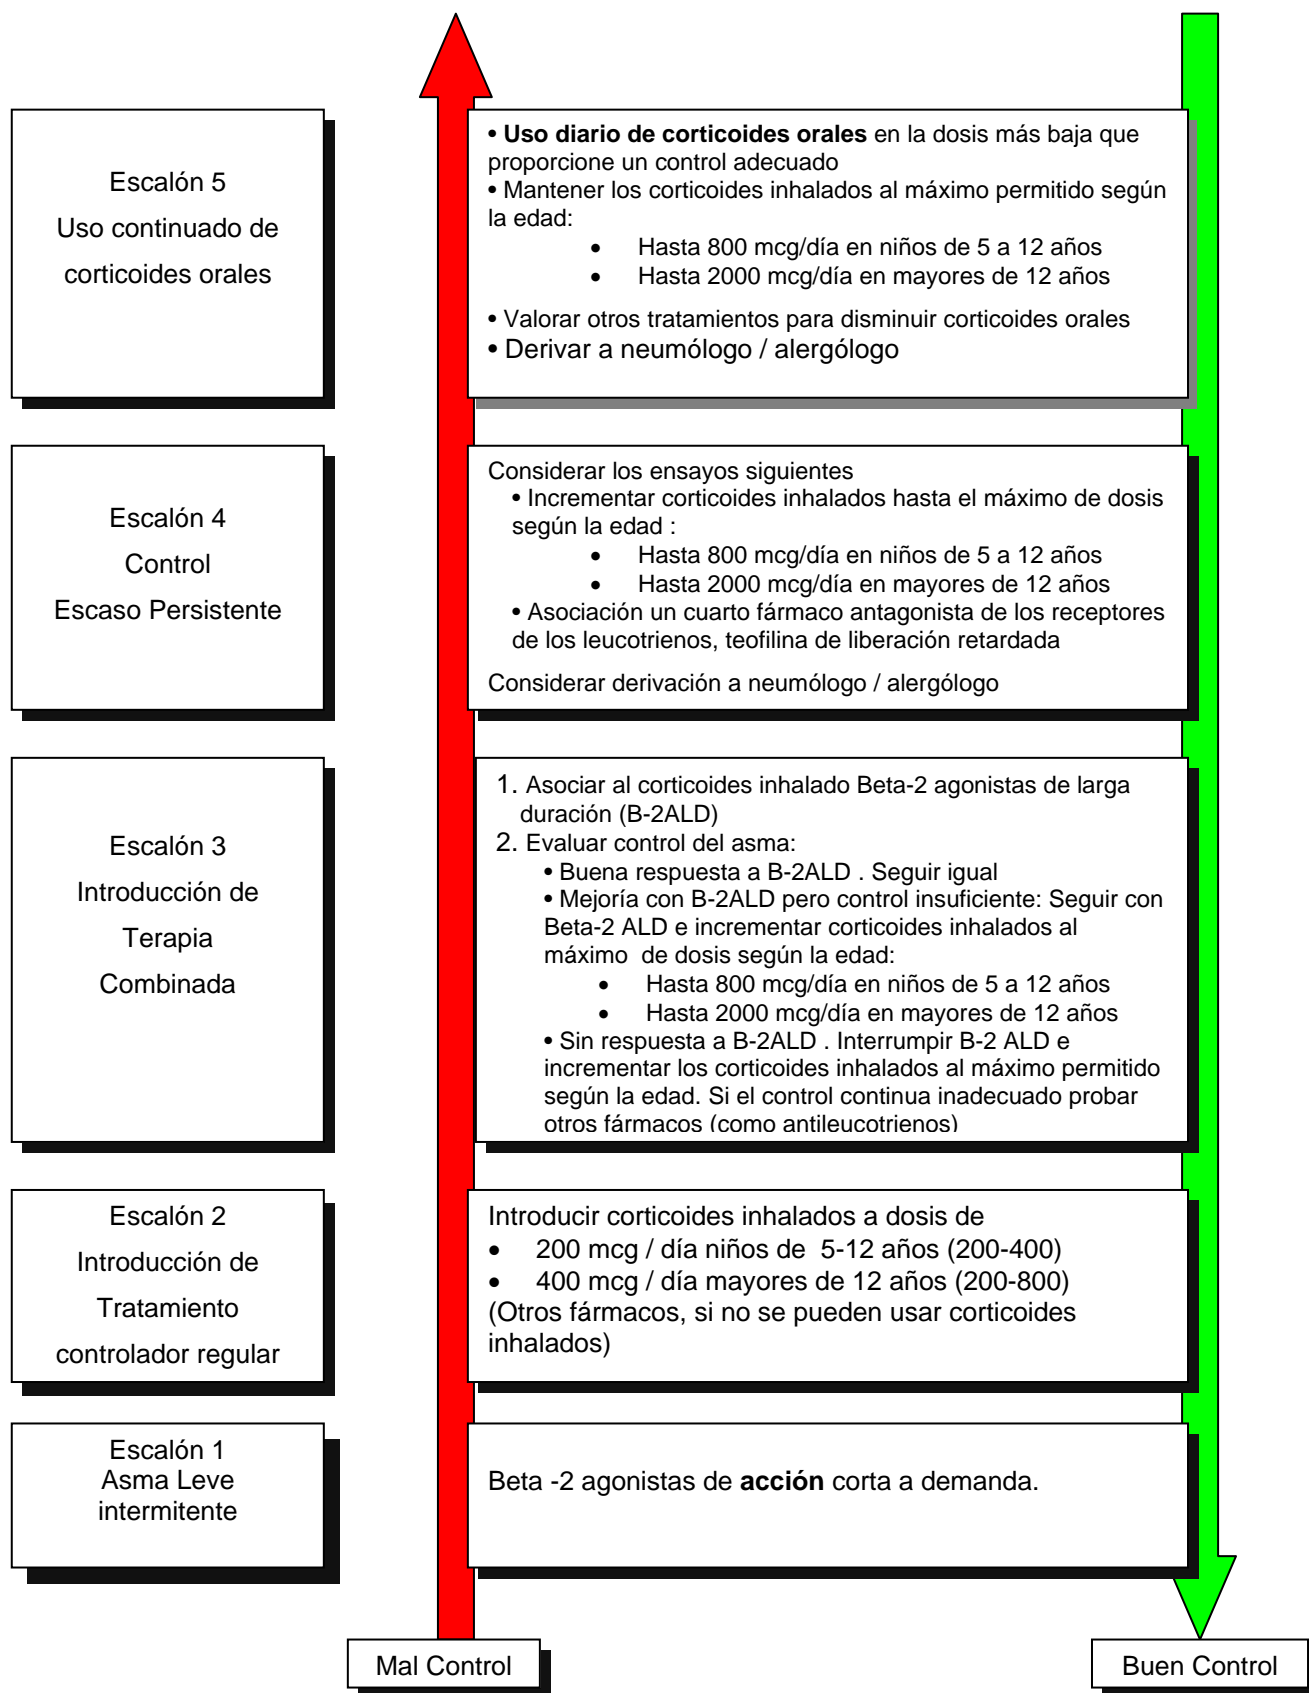 Escalón 5
Uso continuado de
corticoides orales
• Uso diario de corticoides orales en la dosis más baja que
proporcione un control adecuado
• Mantener los corticoides inhalados al máximo permitido según
la edad:
• Hasta 800 mcg/día en niños de 5 a 12 años
• Hasta 2000 mcg/día en mayores de 12 años
• Valorar otros tratamientos para disminuir corticoides orales
• Derivar a neumólogo / alergólogo
Escalón 4
Control
Escaso Persistente
Considerar los ensayos siguientes
• Incrementar corticoides inhalados hasta el máximo de dosis
según la edad :
• Hasta 800 mcg/día en niños de 5 a 12 años
• Hasta 2000 mcg/día en mayores de 12 años
• Asociación un cuarto fármaco antagonista de los receptores
de los leucotrienos, teofilina de liberación retardada
Considerar derivación a neumólogo / alergólogo
Escalón 3
Introducción de
Terapia
Combinada
1. Asociar al corticoides inhalado Beta-2 agonistas de larga
duración (B-2ALD)
2. Evaluar control del asma:
• Buena respuesta a B-2ALD . Seguir igual
• Mejoría con B-2ALD pero control insuficiente: Seguir con
Beta-2 ALD e incrementar corticoides inhalados al
máximo de dosis según la edad:
• Hasta 800 mcg/día en niños de 5 a 12 años
• Hasta 2000 mcg/día en mayores de 12 años
• Sin respuesta a B-2ALD . Interrumpir B-2 ALD e
incrementar los corticoides inhalados al máximo permitido
según la edad. Si el control continua inadecuado probar
otros fármacos (como antileucotrienos)
Escalón 2
Introducción de
Tratamiento
controlador regular
Introducir corticoides inhalados a dosis de
• 200 mcg / día niños de 5-12 años (200-400)
• 400 mcg / día mayores de 12 años (200-800)
(Otros fármacos, si no se pueden usar corticoides
inhalados)
Escalón 1
Asma Leve
intermitente
Beta -2 agonistas de acción corta a demanda.
Mal Control
Buen Control